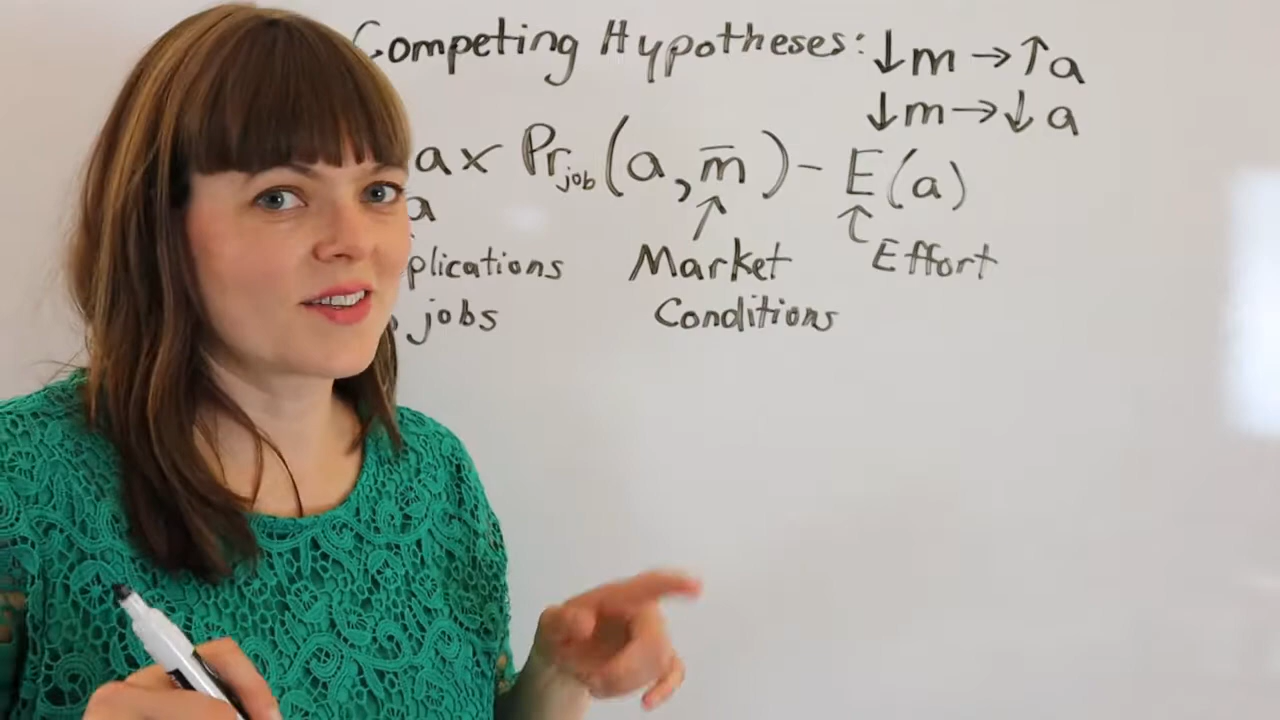 Competing Hypotheses: ↓m → ↑a
↓m → ↓a
ax Pr_job(a, m̄) - E(a)
a
↑ ↑
plications Market Effort
jobs Conditions